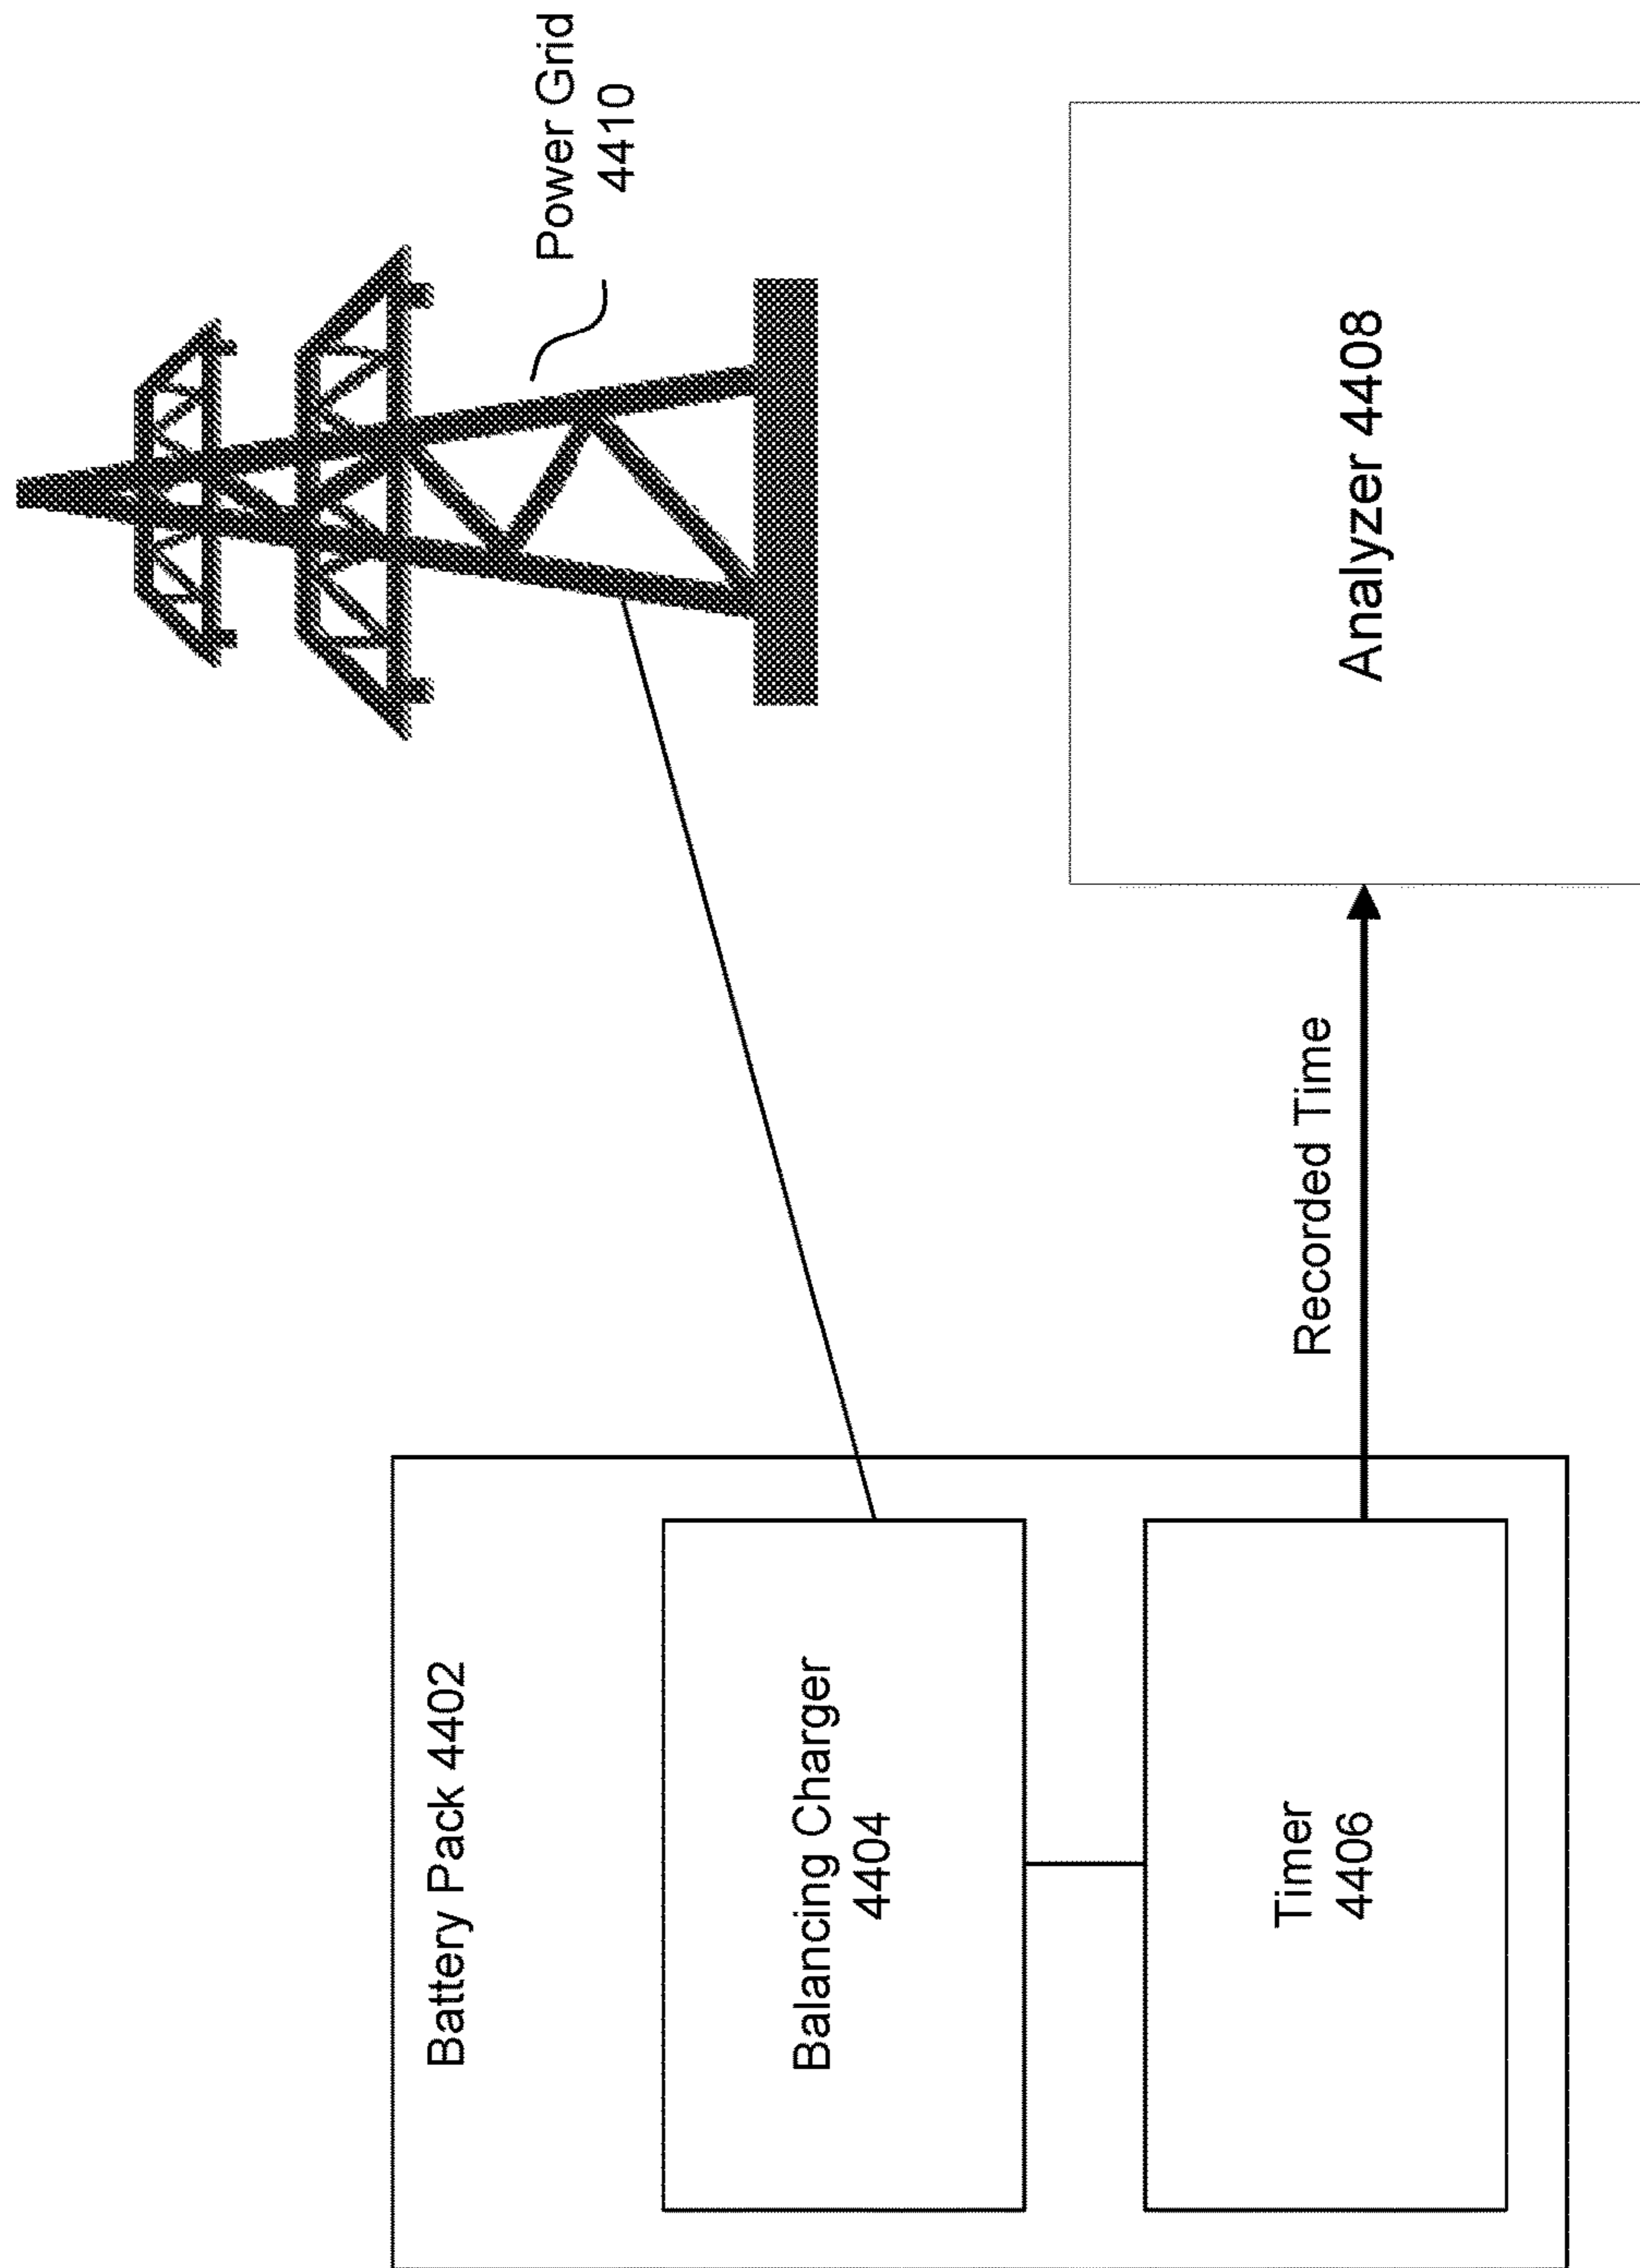 Battery Pack 4402
Balancing Charger
4404
Timer
4406
Recorded Time
Power Grid
4410
Analyzer 4408